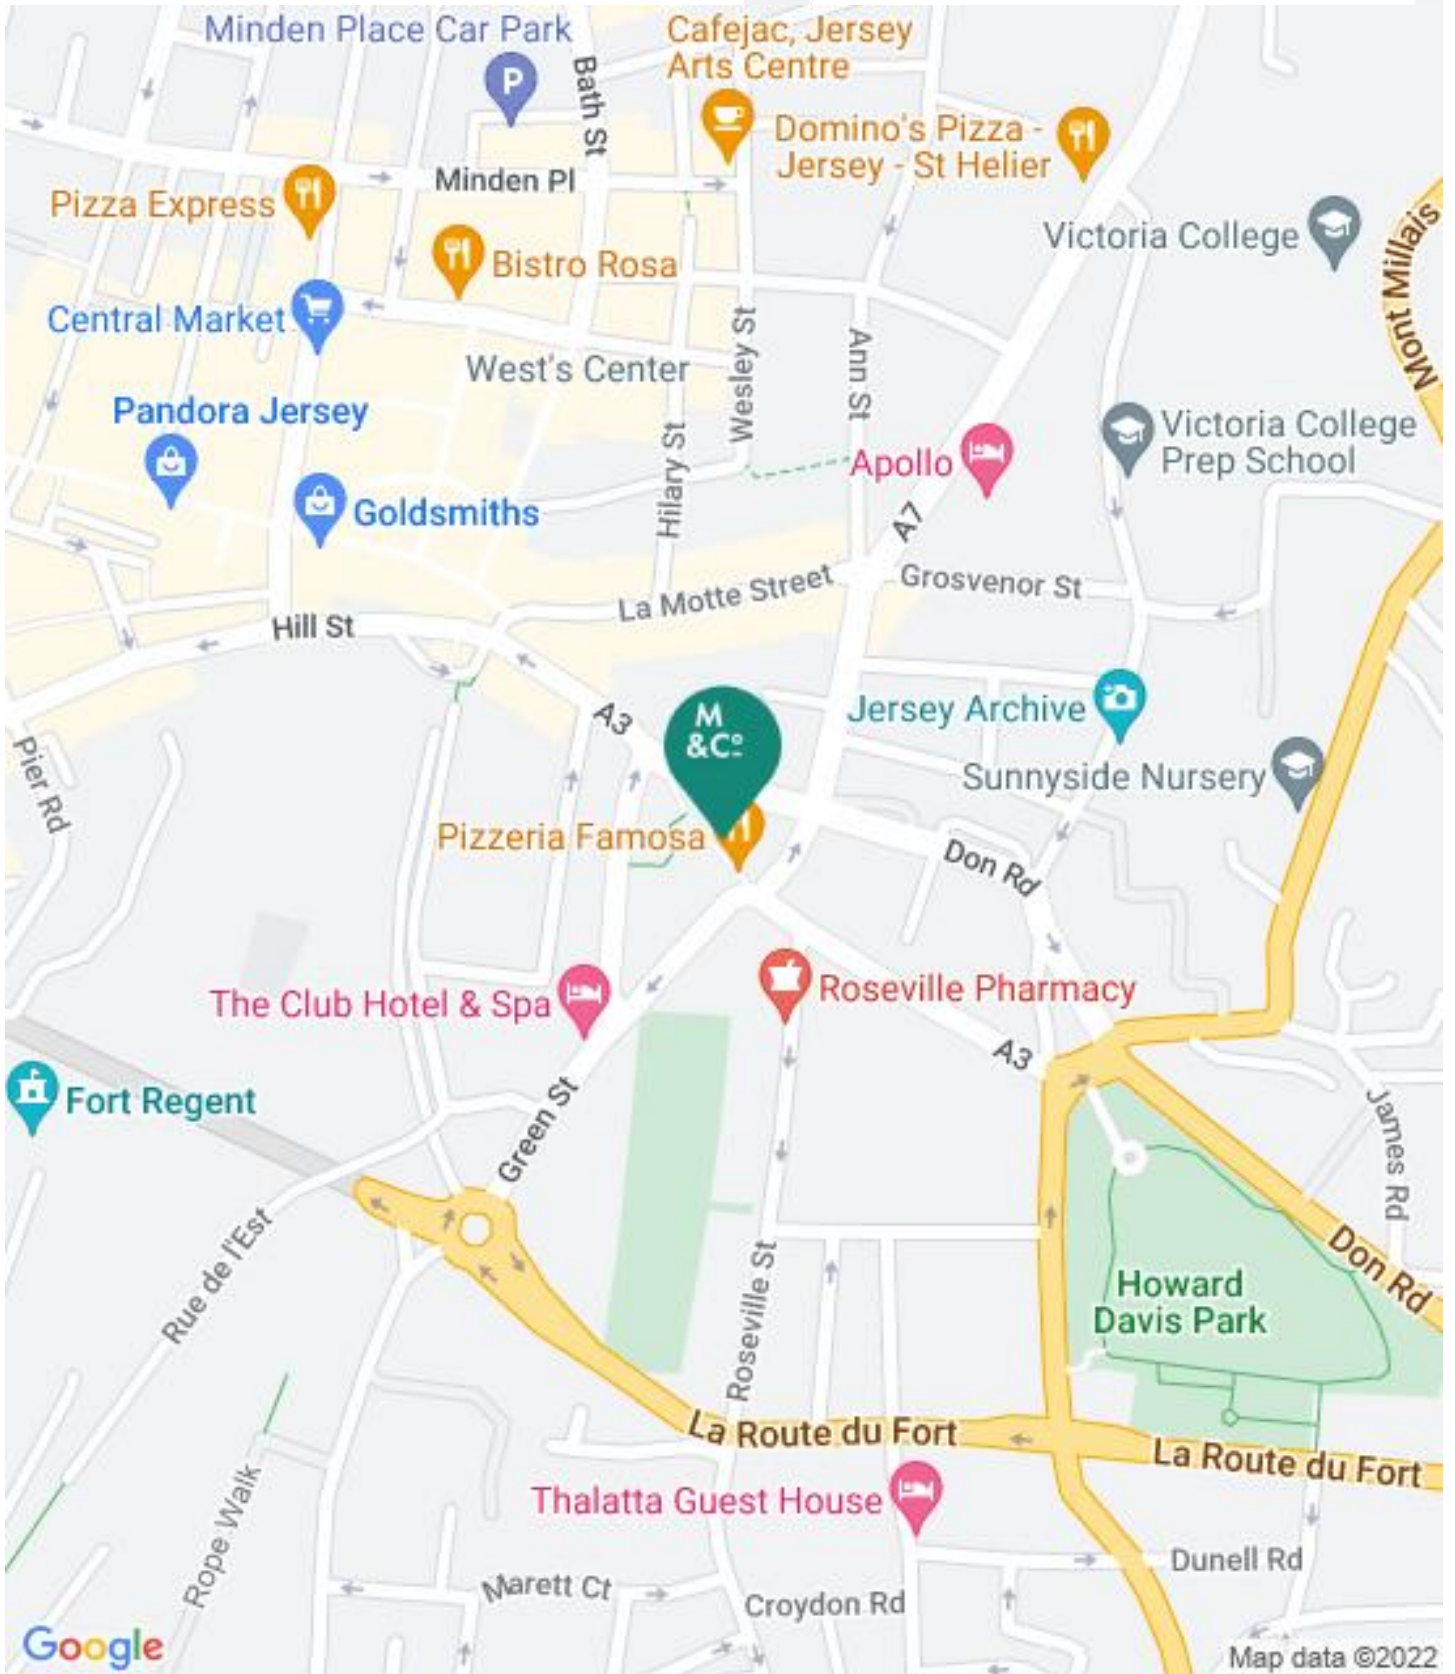 Minden Place Car Park
P
Bath St
Cafejac, Jersey
Arts Centre
Domino's Pizza -
Jersey - St Helier
Minden Pl
Pizza Express
Bistro Rosa
Victoria College
Mont Millais
Central Market
West's Center
Wesley St
Ann St
Pandora Jersey
Hilary St
Apollo
Victoria College
Prep School
Goldsmiths
A7
La Motte Street
Grosvenor St
Hill St
A3
M
&Co
Jersey Archive
Pier Rd
Sunnyside Nursery
Pizzeria Famosa
Don Rd
The Club Hotel & Spa
Roseville Pharmacy
A3
Fort Regent
Green St
James Rd
Rue de l'Est
Roseville St
Howard
Davis Park
Don Rd
La Route du Fort
La Route du Fort
Rope Walk
Thalatta Guest House
Dunell Rd
Marett Ct
Croydon Rd
Google
Map data ©2022